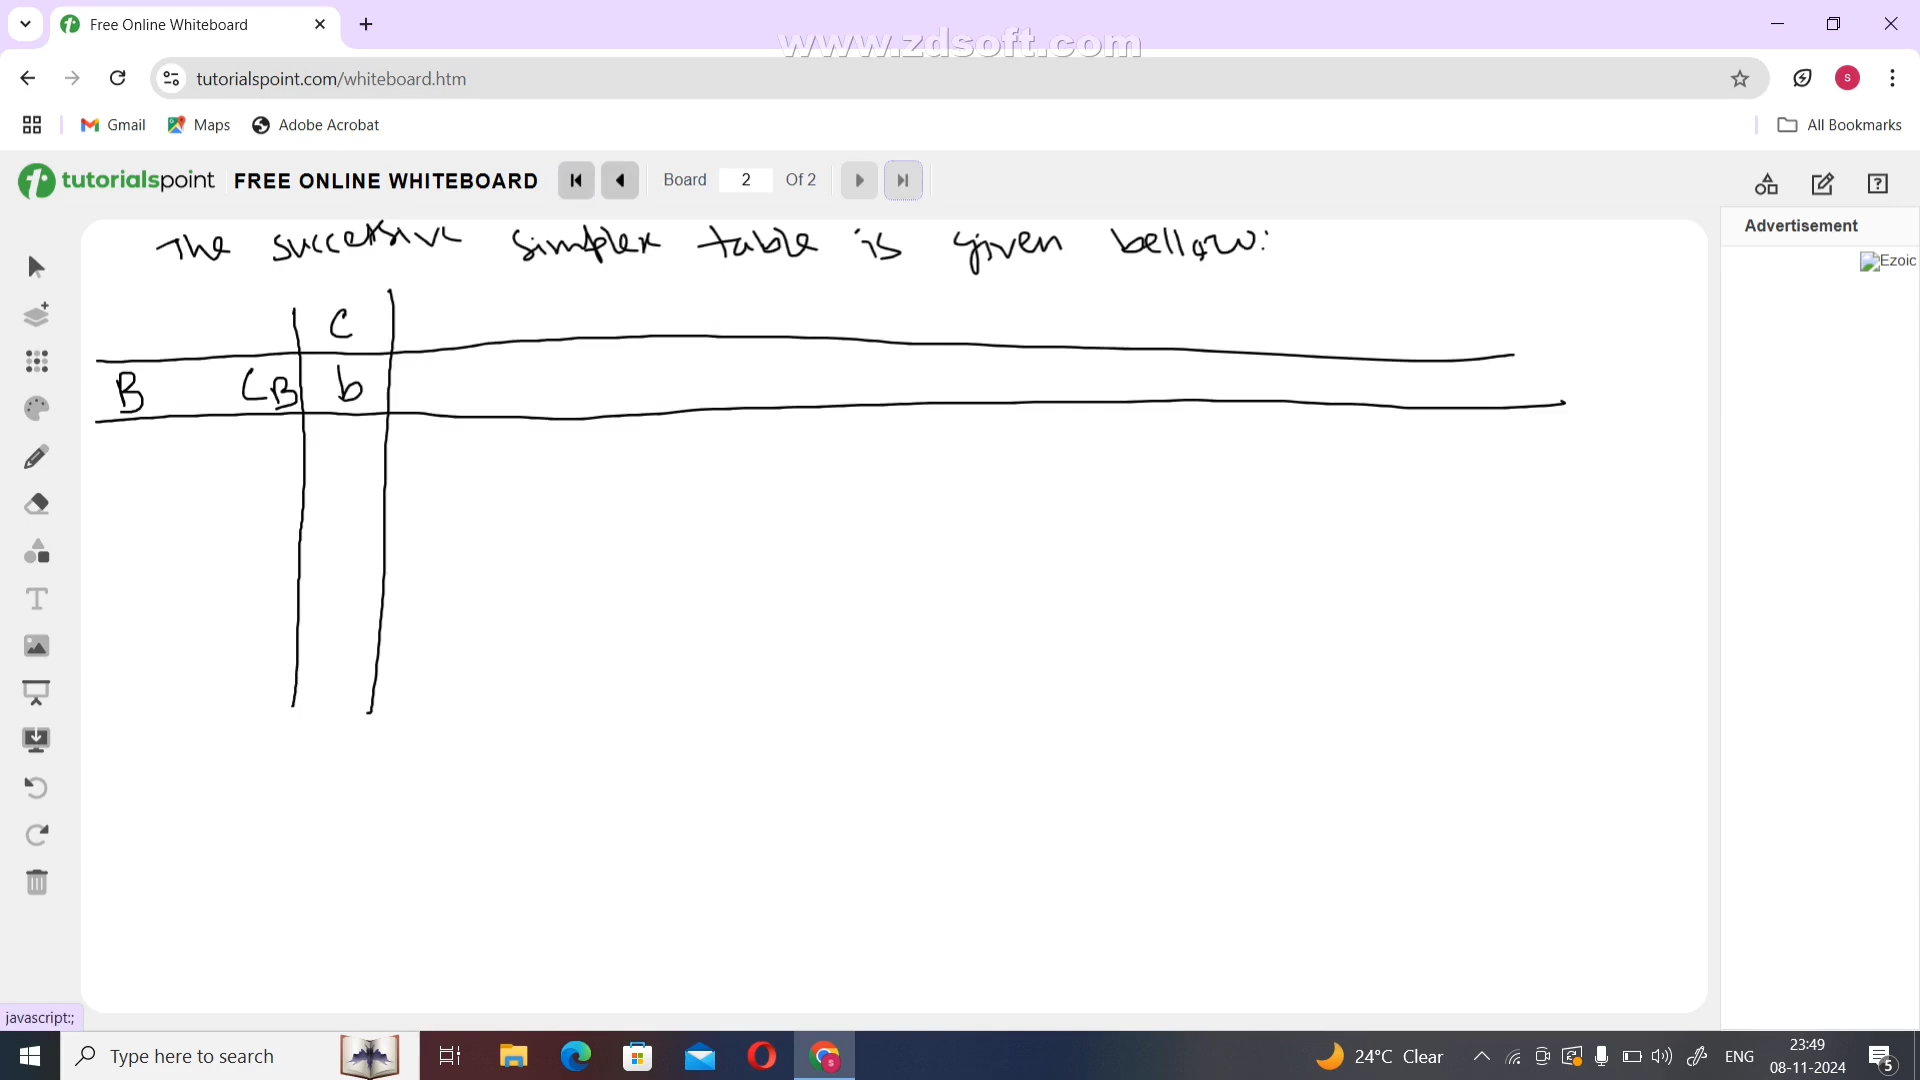 Free Online Whiteboard
www.zdsoft.com
tutorialspoint.com/whiteboard.htm
s
Gmail
Maps
Adobe Acrobat
All Bookmarks
tutorialspoint FREE ONLINE WHITEBOARD
Board 2 Of 2
Advertisement
Ezoic
The successive simplex table is given bellow:
C
B CB b
javascript:;
Type here to search
24°C Clear
ENG
23:49
08-11-2024
5